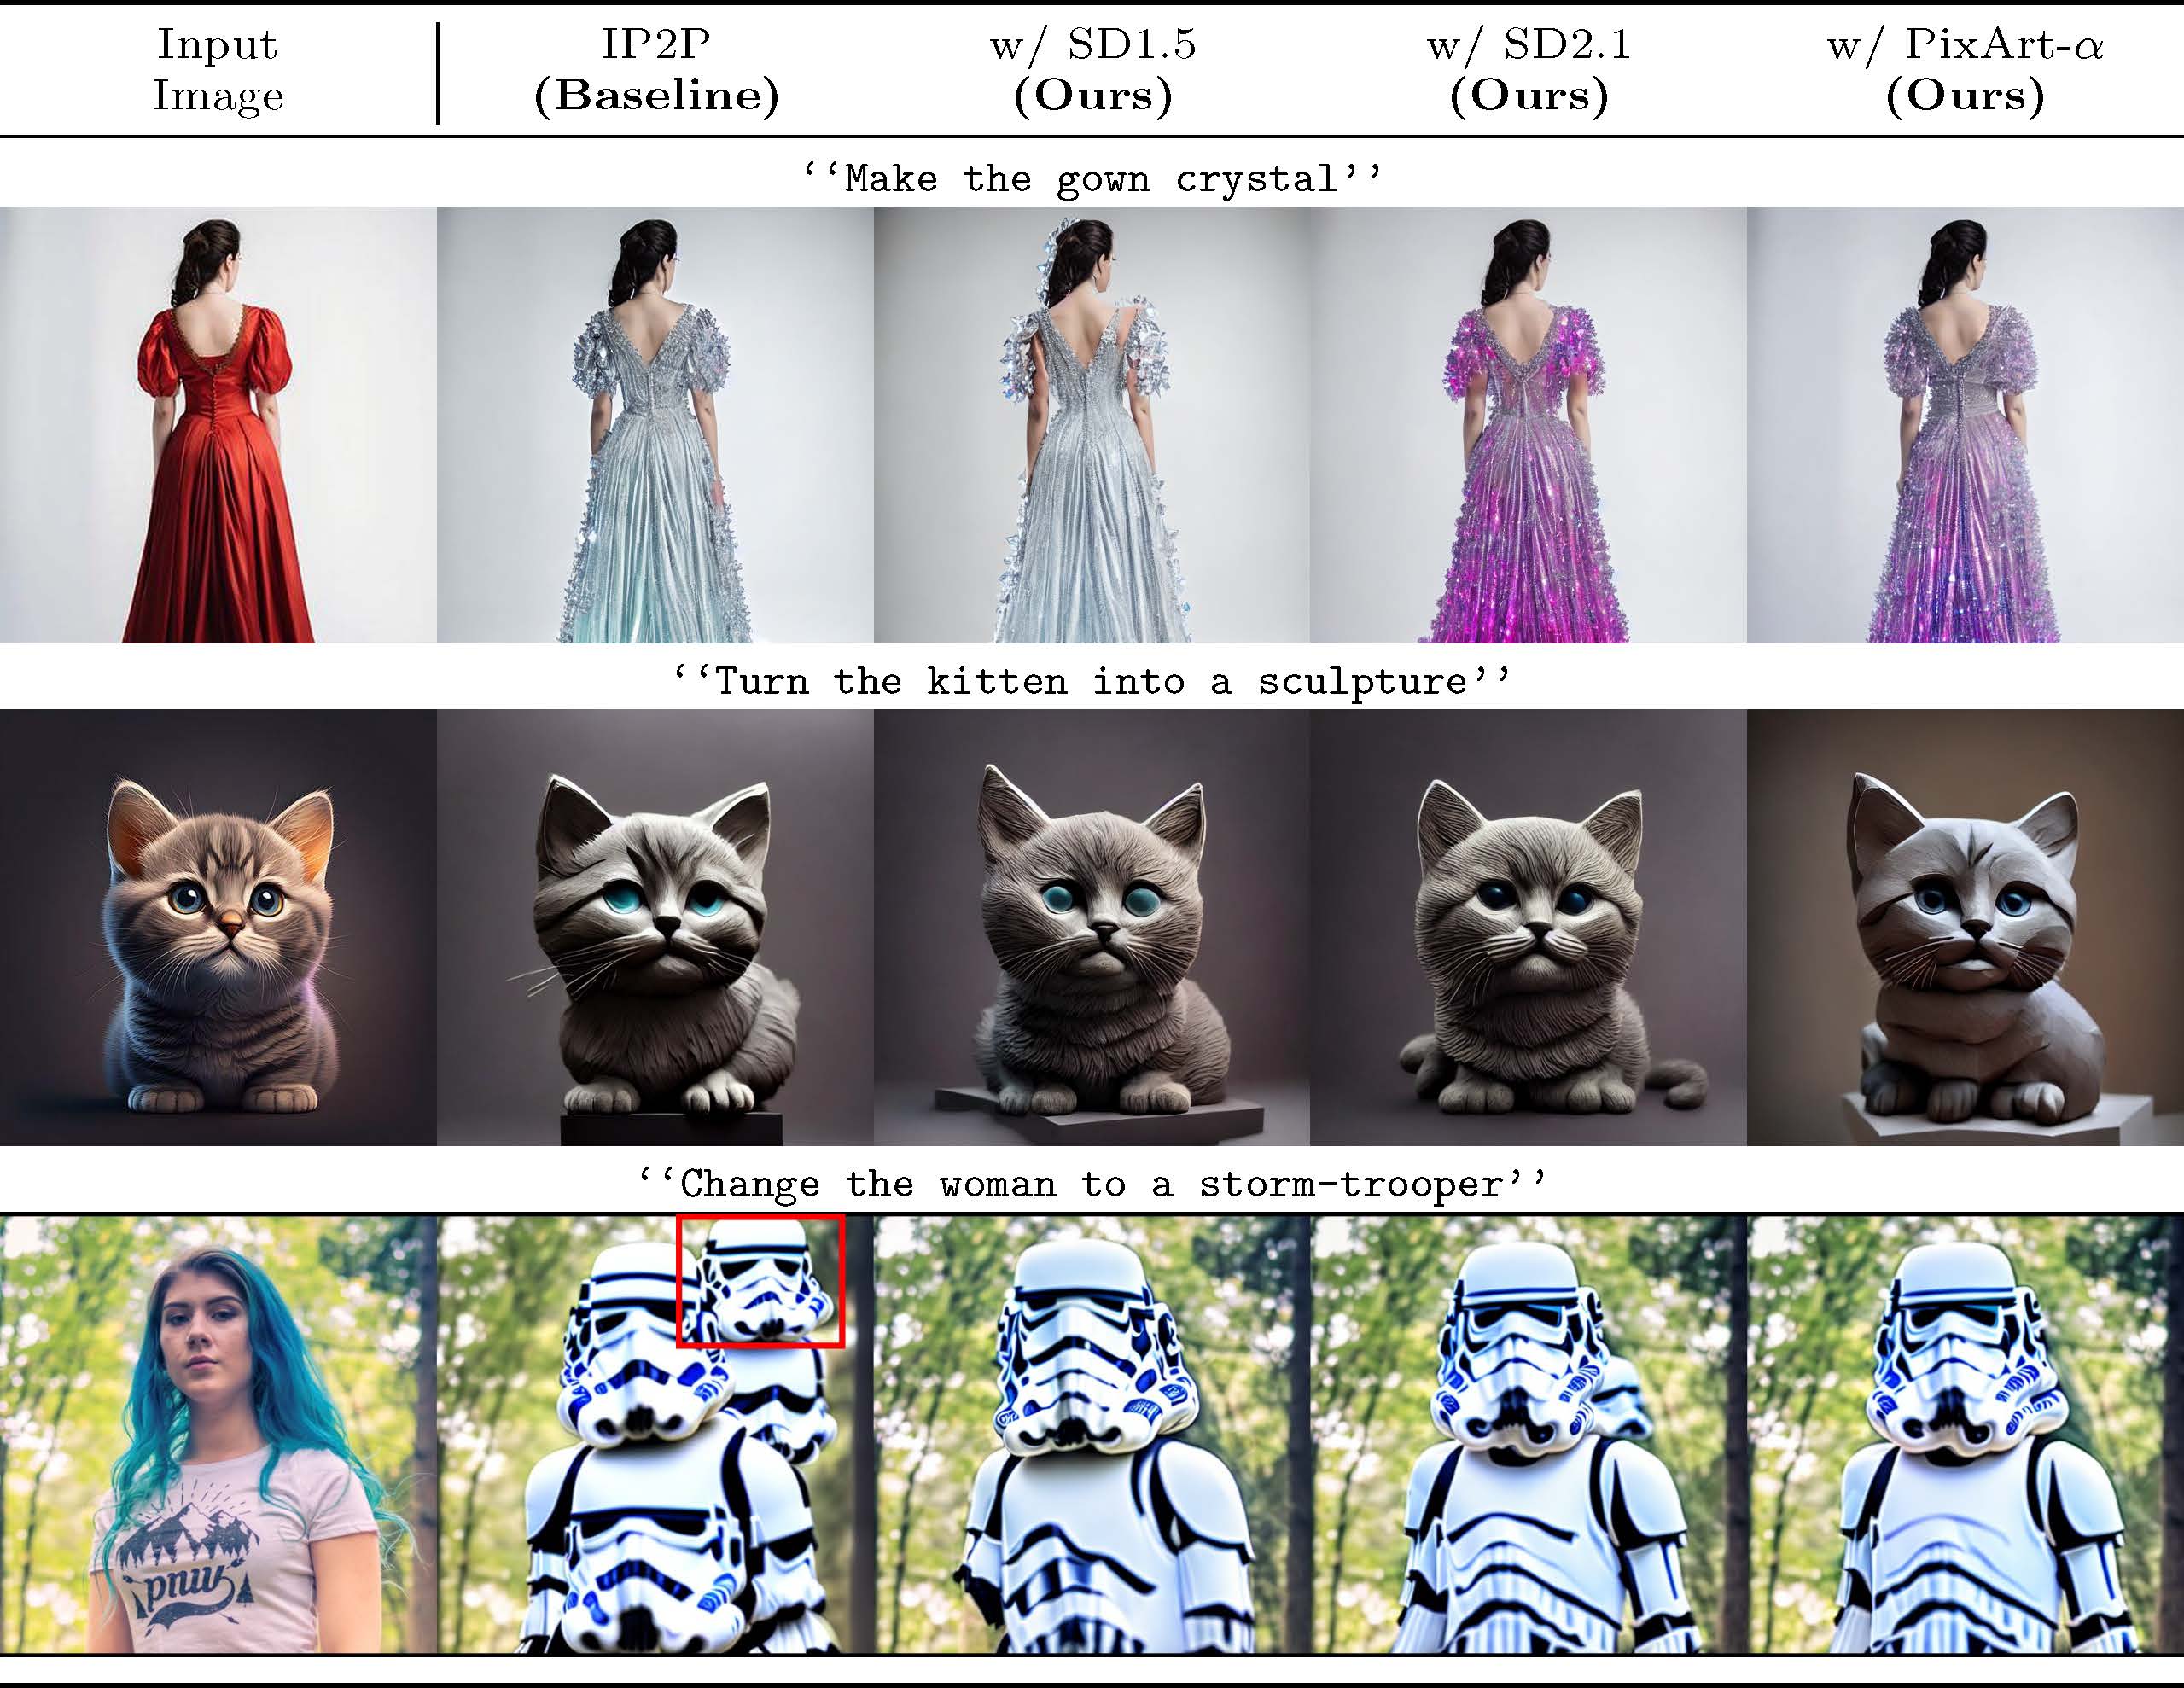 Input
Image
IP2P
(Baseline)
w/ SD1.5
(Ours)
w/ SD2.1
(Ours)
w/ PixArt-α
(Ours)
‘‘Make the gown crystal’’
‘‘Turn the kitten into a sculpture’’
‘‘Change the woman to a storm-trooper’’
pnw